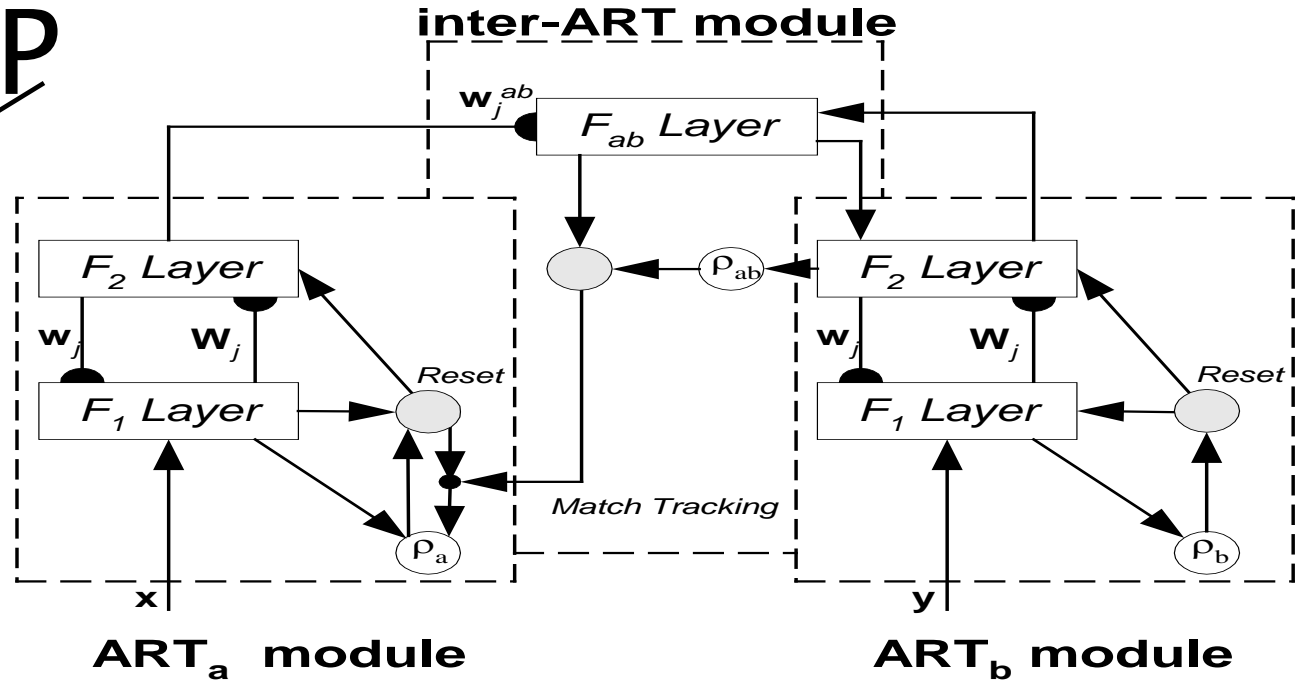 P
inter-ART module
w_j^ab
F_ab Layer
F_2 Layer
ρ_ab
F_2 Layer
w_j
W_j
w_j
W_j
Reset
Reset
F_1 Layer
F_1 Layer
Match Tracking
ρ_a
ρ_b
x
y
ART_a module
ART_b module